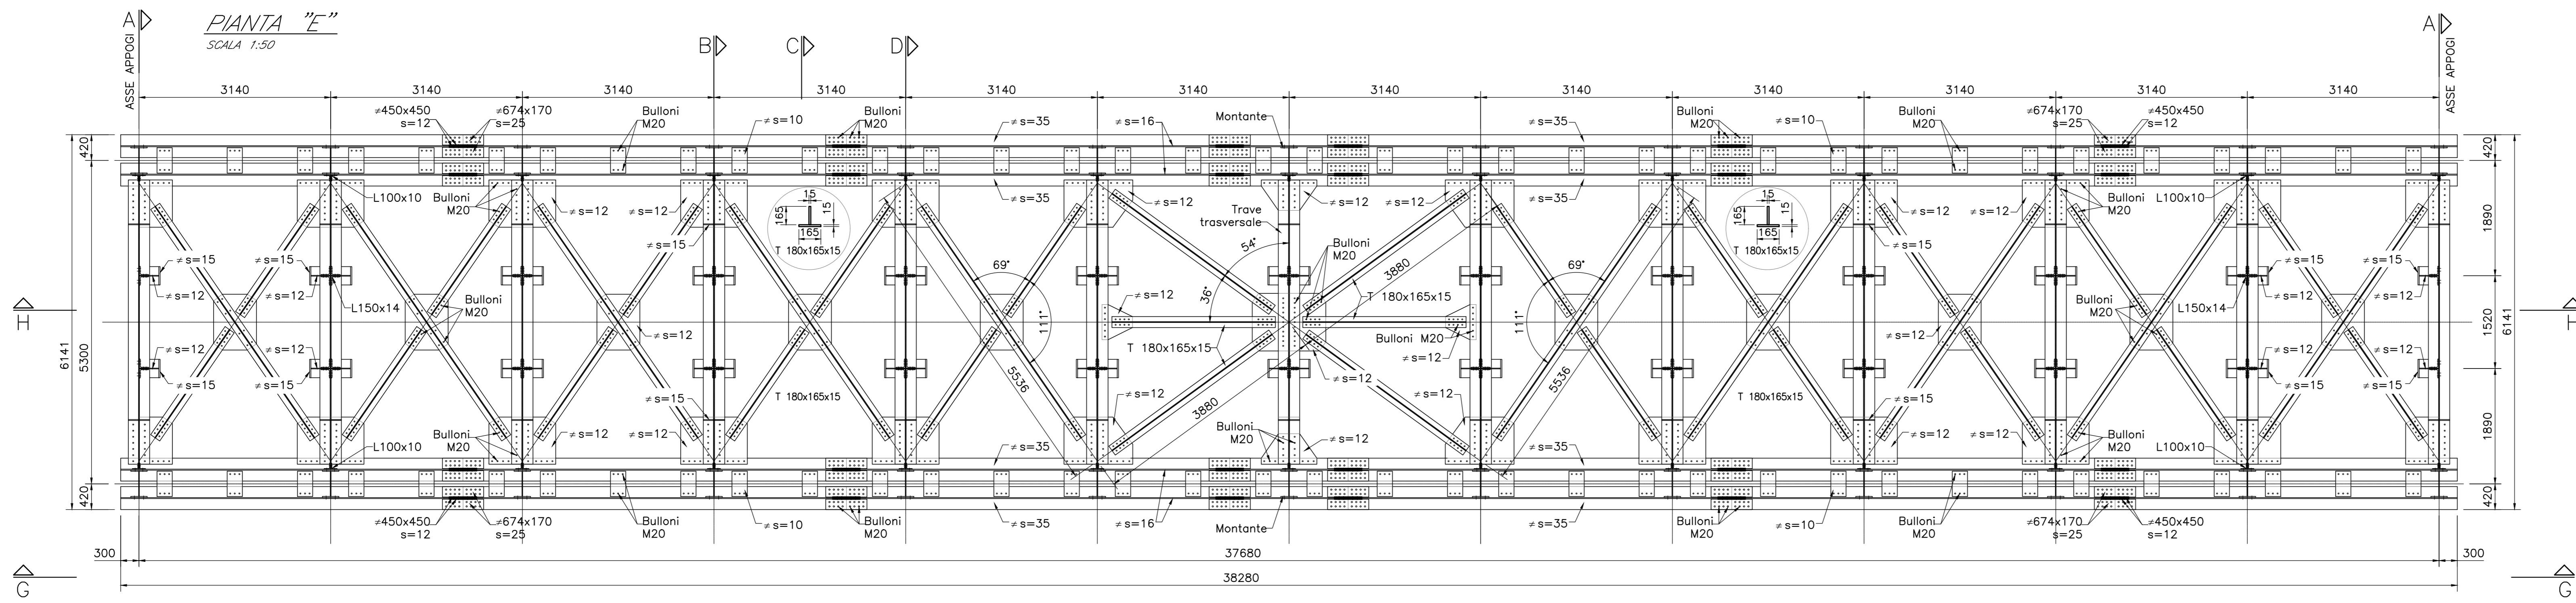 PIANTA "E"
SCALA 1:50
A
B
C
D
A
ASSE APPOGI
ASSE APPOGI
3140
3140
3140
3140
3140
3140
3140
3140
3140
3140
3140
3140
≠450x450
s=12
≠674x170
s=25
Bulloni
M20
≠ s=10
Bulloni
M20
≠ s=35
≠ s=16
Montante
≠ s=35
Bulloni
M20
≠ s=10
Bulloni
M20
≠674x170
s=25
≠450x450
s=12
420
420
L100x10
Bulloni
M20
≠ s=12
≠ s=12
15
165
15
165
T 180x165x15
≠ s=12
≠ s=12
≠ s=12
Trave
trasversale
15
165
15
165
T 180x165x15
≠ s=12
≠ s=12
Bulloni
M20
L100x10
≠ s=15
≠ s=15
≠ s=15
54°
Bulloni
M20
≠ s=15
≠ s=15
≠ s=15
69°
3880
69°
1890
≠ s=12
≠ s=12
L150x14
Bulloni
M20
≠ s=12
36°
T 180x165x15
Bulloni
M20
L150x14
≠ s=12
≠ s=12
H
H
6141
5300
1520
6141
≠ s=12
111°
T 180x165x15
Bulloni M20
≠ s=12
111°
≠ s=12
≠ s=12
≠ s=12
≠ s=12
≠ s=12
≠ s=15
≠ s=15
≠ s=12
≠ s=15
≠ s=15
5536
5536
≠ s=15
T 180x165x15
≠ s=12
3880
≠ s=12
T 180x165x15
≠ s=15
1890
L100x10
Bulloni
M20
≠ s=12
≠ s=12
Bulloni
M20
≠ s=12
≠ s=12
≠ s=12
Bulloni
M20
L100x10
≠ s=35
≠ s=35
420
420
≠450x450
s=12
≠674x170
s=25
Bulloni
M20
≠ s=10
Bulloni
M20
≠ s=35
≠ s=16
Montante
≠ s=35
Bulloni
M20
≠ s=10
Bulloni
M20
≠674x170
s=25
≠450x450
s=12
300
37680
300
38280
G
G